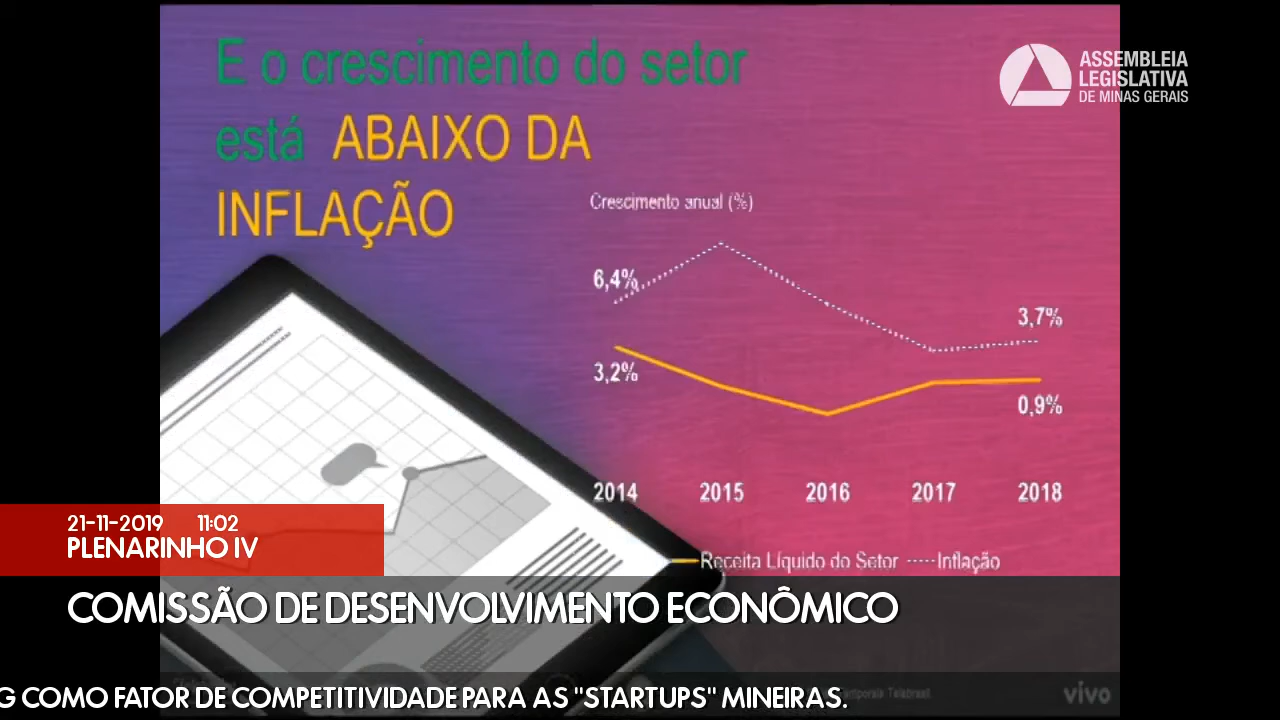 E o crescimento do setor
está ABAIXO DA
INFLAÇÃO
ASSEMBLEIA
LEGISLATIVA
DE MINAS GERAIS
Crescimento anual (%)
6,4%
3,7%
3,2%
0,9%
2014 2015 2016 2017 2018
Receita Líquido do Setor Inflação
21-11-2019 11:02
PLENARINHO IV
COMISSÃO DE DESENVOLVIMENTO ECONÔMICO
Telebrasil
vivo
G COMO FATOR DE COMPETITIVIDADE PARA AS "STARTUPS" MINEIRAS.